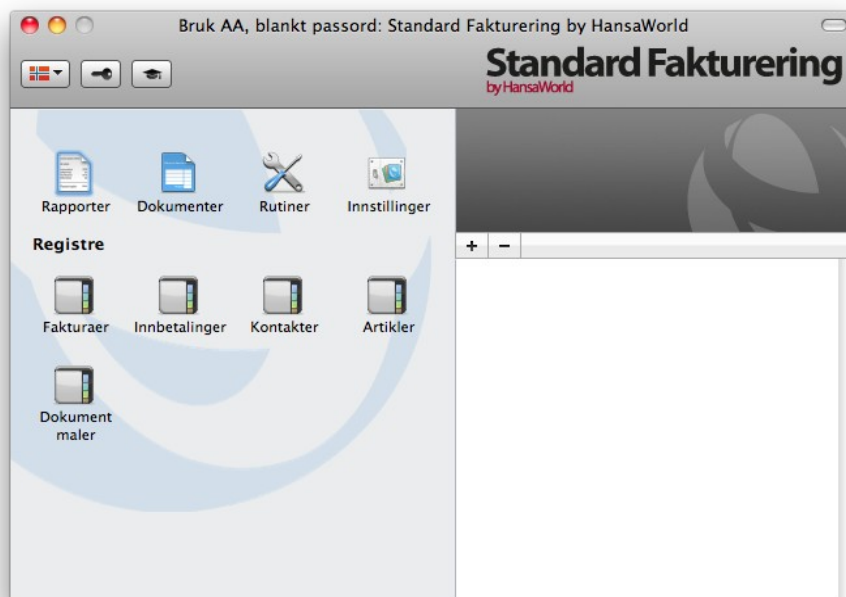 Bruk AA, blankt passord: Standard Fakturering by HansaWorld
Standard Fakturering
by HansaWorld
Rapporter Dokumenter Rutiner Innstillinger
Registre
Fakturaer Innbetalinger Kontakter Artikler
Dokument
maler